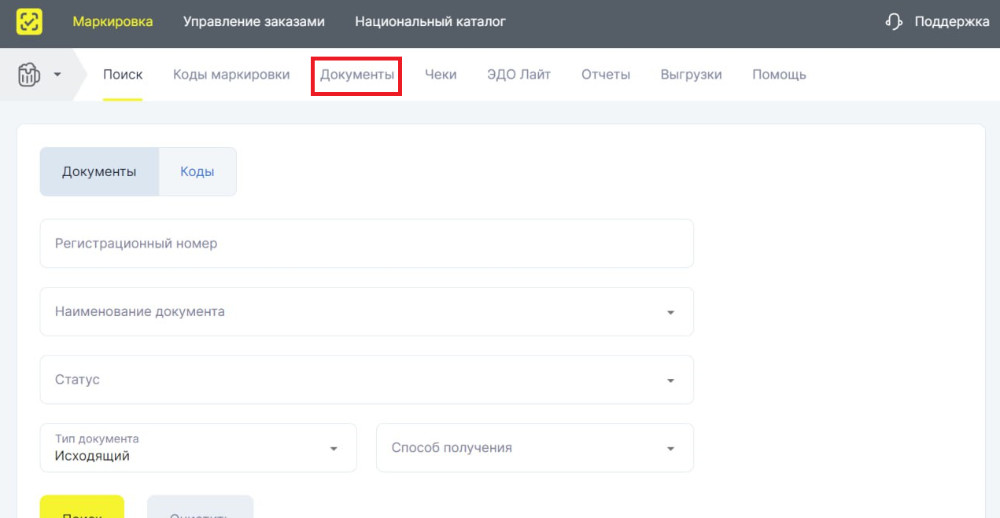 Маркировка Управление заказами Национальный каталог Поддержка
Поиск Коды маркировки Документы Чеки ЭДО Лайт Отчеты Выгрузки Помощь
Документы Коды
Регистрационный номер
Наименование документа
Статус
Тип документа
Исходящий
Способ получения
Поиск Очистить